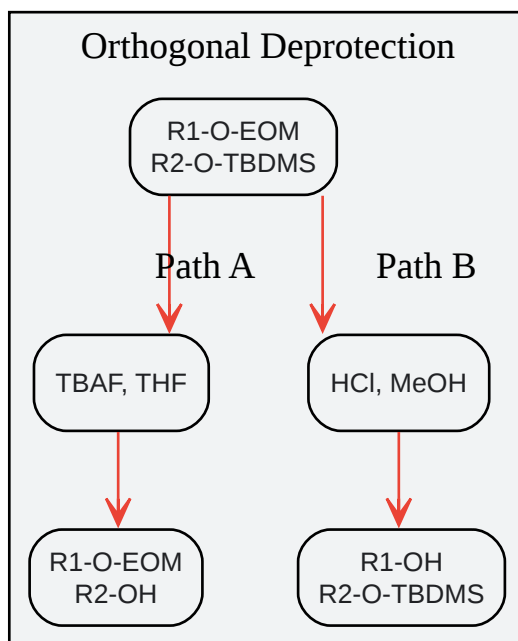 Orthogonal Deprotection
R1-O-EOM
R2-O-TBDMS
Path A
Path B
TBAF, THF
HCl, MeOH
R1-O-EOM
R2-OH
R1-OH
R2-O-TBDMS